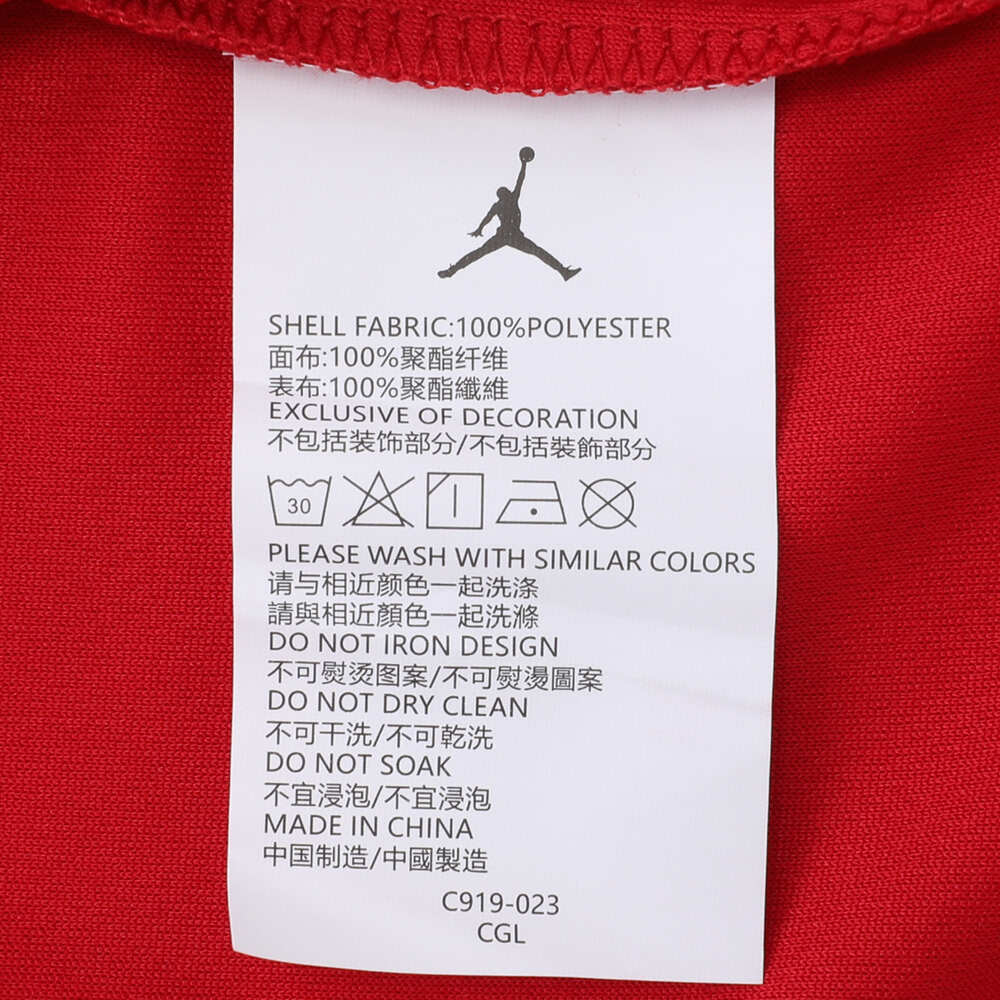 SHELL FABRIC:100%POLYESTER
面布:100%聚酯纤维
表布:100%聚酯纖維
EXCLUSIVE OF DECORATION
不包括装饰部分/不包括裝飾部分
30
PLEASE WASH WITH SIMILAR COLORS
请与相近颜色一起洗涤
請與相近顏色一起洗滌
DO NOT IRON DESIGN
不可熨烫图案/不可熨燙圖案
DO NOT DRY CLEAN
不可干洗/不可乾洗
DO NOT SOAK
不宜浸泡/不宜浸泡
MADE IN CHINA
中国制造/中國製造
C919-023
CGL